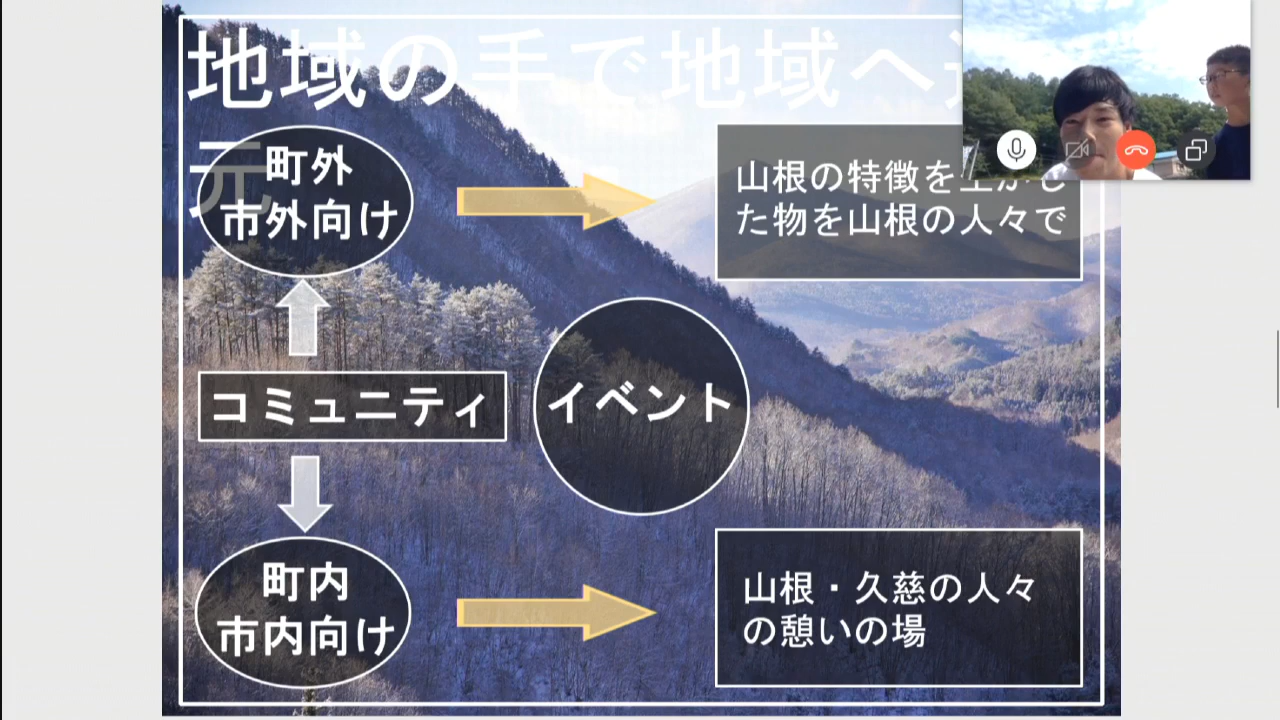 地域の手で地域へ
元
町外
市外向け
山根の特徴を
た物を山根の人々で
コミュニティ
イベント
町内
市内向け
山根・久慈の人々
の憩いの場